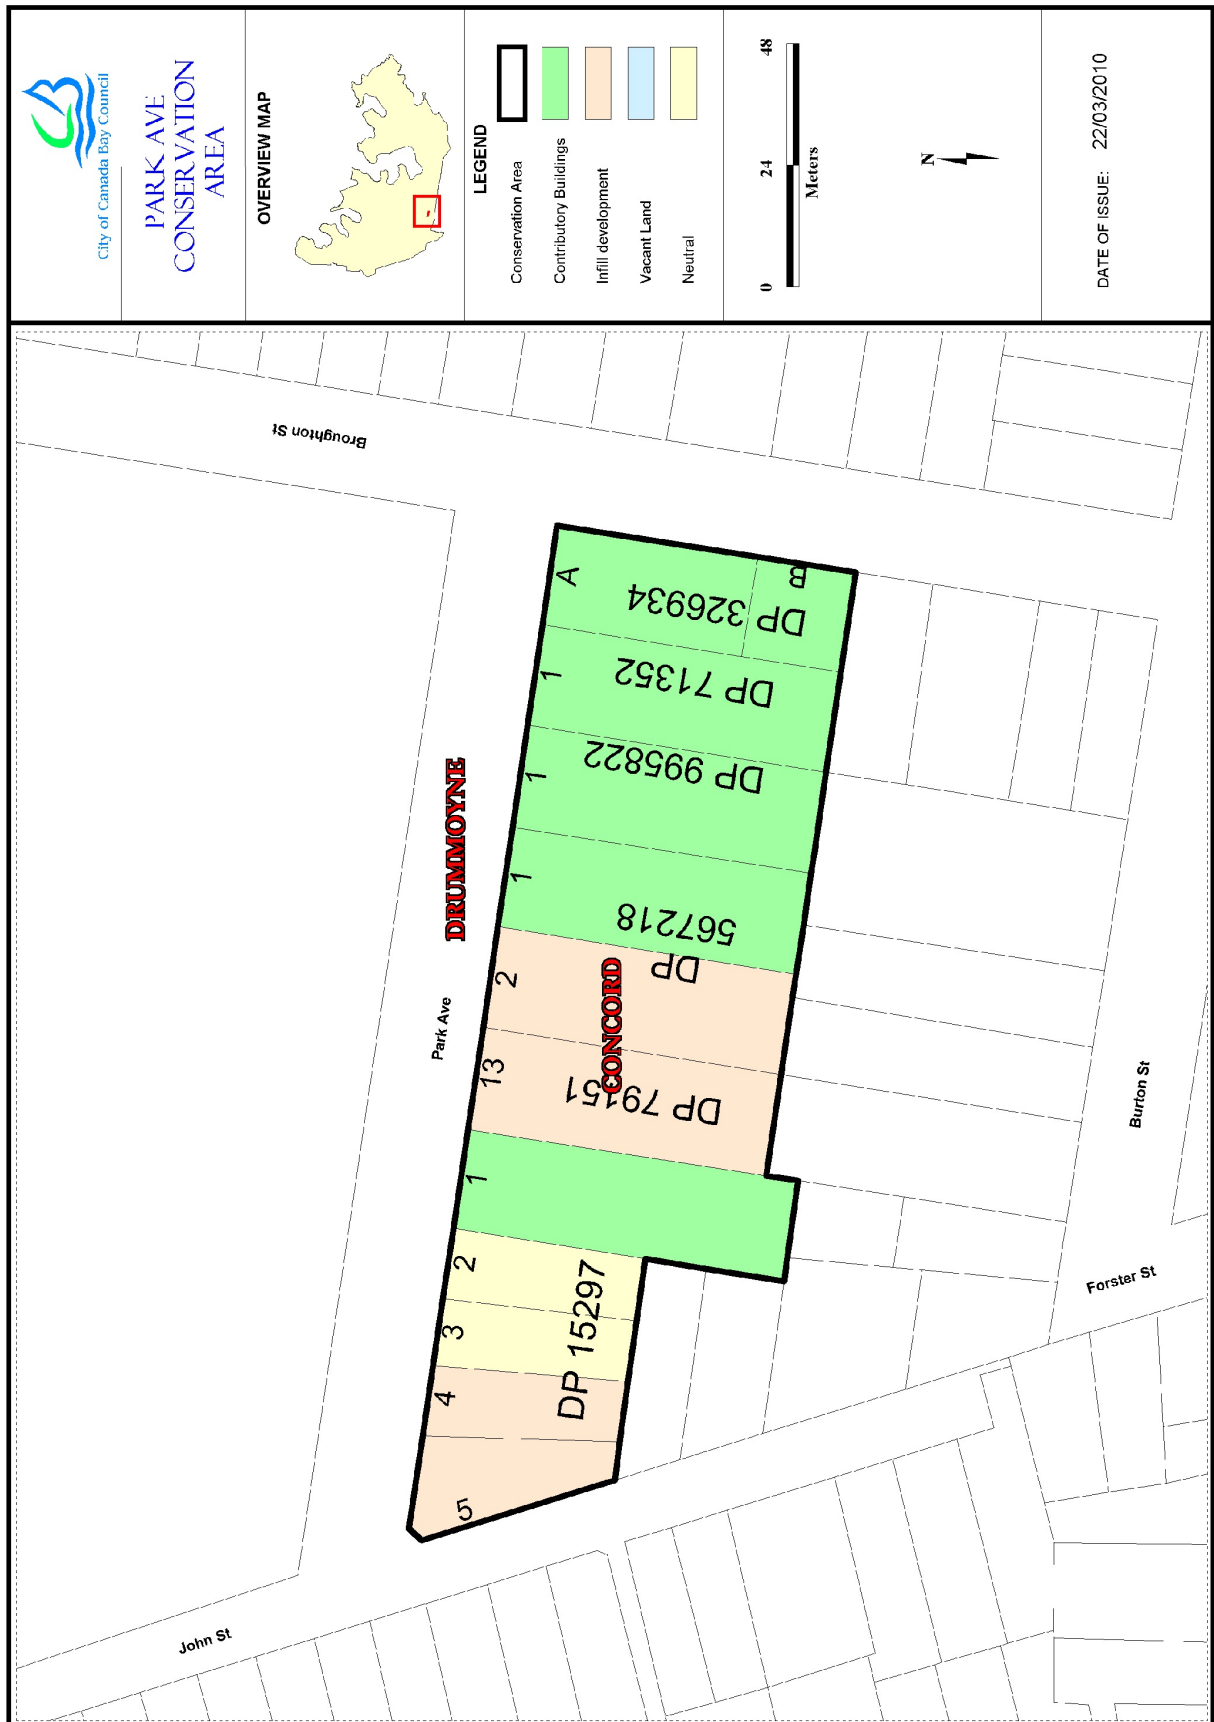 City of Canada Bay Council
PARK AVE
CONSERVATION
AREA
OVERVIEW MAP
LEGEND
Conservation Area
Contributory Buildings
Infill development
Vacant Land
Neutral
0 24 48
Meters
N
DATE OF ISSUE: 22/03/2010
John St
Park Ave
DRUMMOYNE
Broughton St
5
4
3
2
1
13
2
1
1
1
A
B
DP 15297
DP 79151
CONCORD
DP
567218
DP 995822
DP 71352
DP 326934
Forster St
Burton St